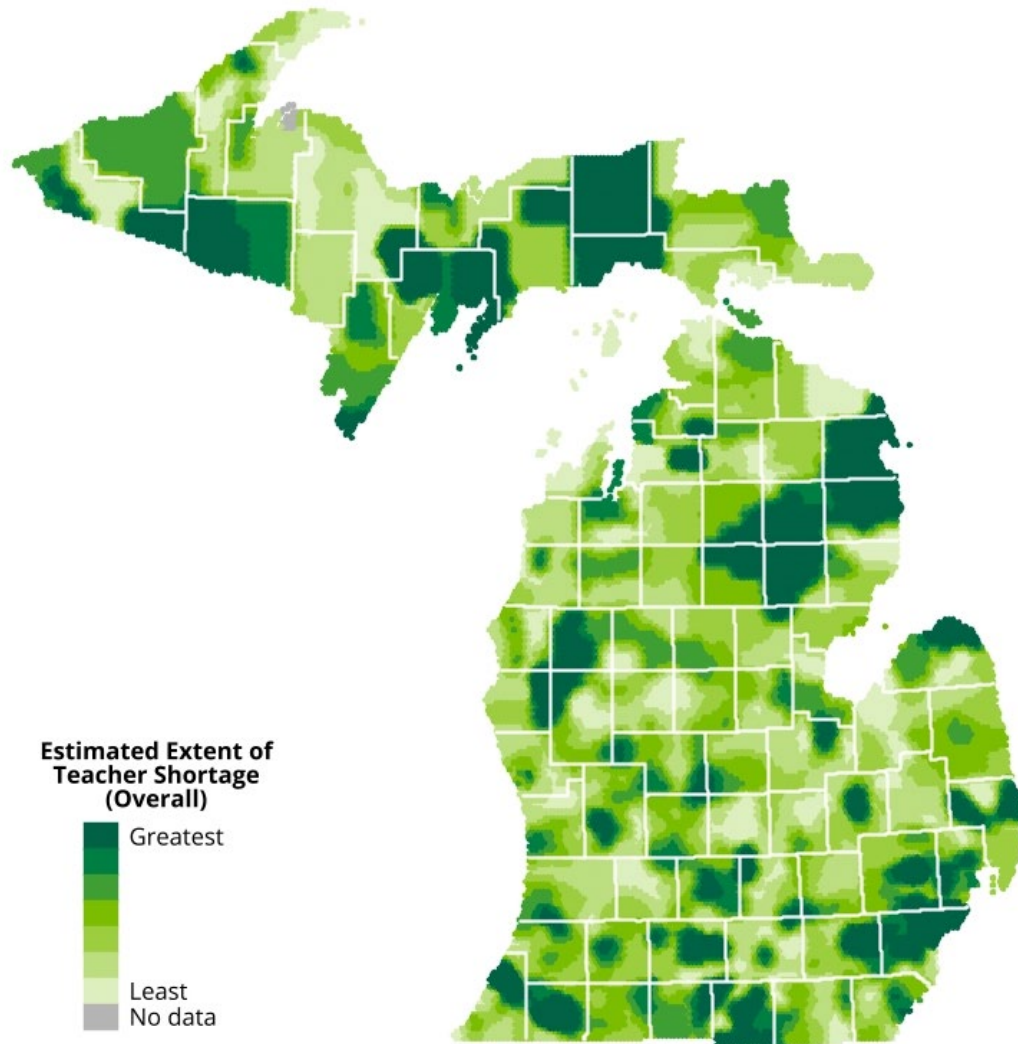 Estimated Extent of
Teacher Shortage
(Overall)
Greatest
Least
No data